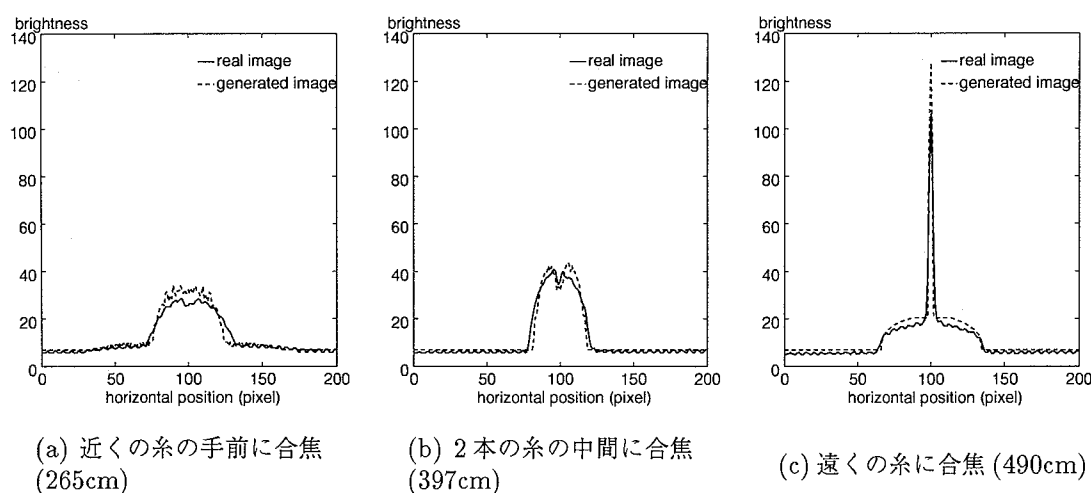 brightness
140
120
100
80
60
40
20
0
real image
generated image
0 50 100 150 200
horizontal position (pixel)
(a) 近くの糸の手前に合焦
(265cm)
brightness
140
120
100
80
60
40
20
0
real image
generated image
0 50 100 150 200
horizontal position (pixel)
(b) 2本の糸の中間に合焦
(397cm)
brightness
140
120
100
80
60
40
20
0
real image
generated image
0 50 100 150 200
horizontal position (pixel)
(c) 遠くの糸に合焦 (490cm)